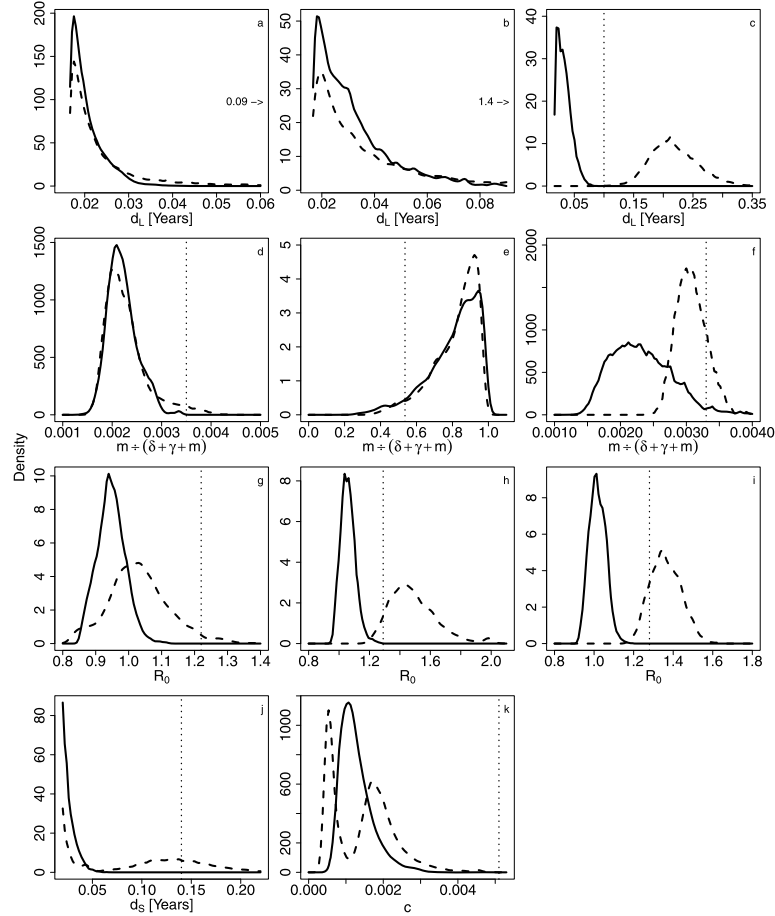 a
0 50 100 150 200
0.09 −>
0.02 0.03 0.04 0.05 0.06
d_L [Years]
b
0 10 20 30 40 50
1.4 −>
0.02 0.04 0.06 0.08
d_L [Years]
c
0 10 20 30 40
0.05 0.15 0.25 0.35
d_L [Years]
d
0 500 1000 1500
0.001 0.002 0.003 0.004 0.005
m ÷ (δ + γ + m)
e
0 1 2 3 4 5
0.0 0.2 0.4 0.6 0.8 1.0
m ÷ (δ + γ + m)
f
0 1000 2000
0.0010 0.0020 0.0030 0.0040
m ÷ (δ + γ + m)
Density
g
0 2 4 6 8 10
0.8 0.9 1.0 1.1 1.2 1.3 1.4
R_0
h
0 2 4 6 8
0.8 1.2 1.6 2.0
R_0
i
0 2 4 6 8
0.8 1.0 1.2 1.4 1.6 1.8
R_0
j
0 20 40 60 80
0.05 0.10 0.15 0.20
d_S [Years]
k
0 200 600 1000
0.000 0.002 0.004
c